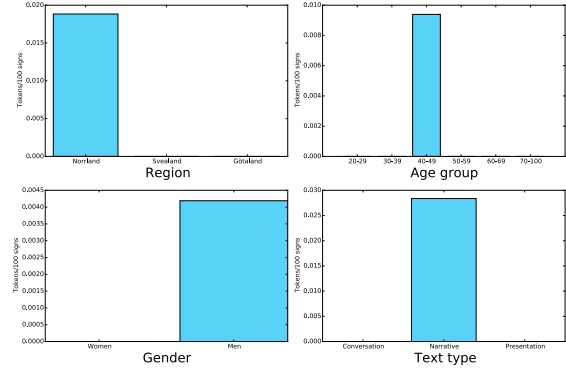 Tokens/100 signs
0.020
0.015
0.010
0.005
0.000
Norrland Svealand Götaland
Region
Tokens/100 signs
0.010
0.008
0.006
0.004
0.002
0.000
20-29 30-39 40-49 50-59 60-69 70-100
Age group
Tokens/100 signs
0.0045
0.0040
0.0035
0.0030
0.0025
0.0020
0.0015
0.0010
0.0005
0.0000
Women Men
Gender
Tokens/100 signs
0.030
0.025
0.020
0.015
0.010
0.005
0.000
Conversation Narrative Presentation
Text type